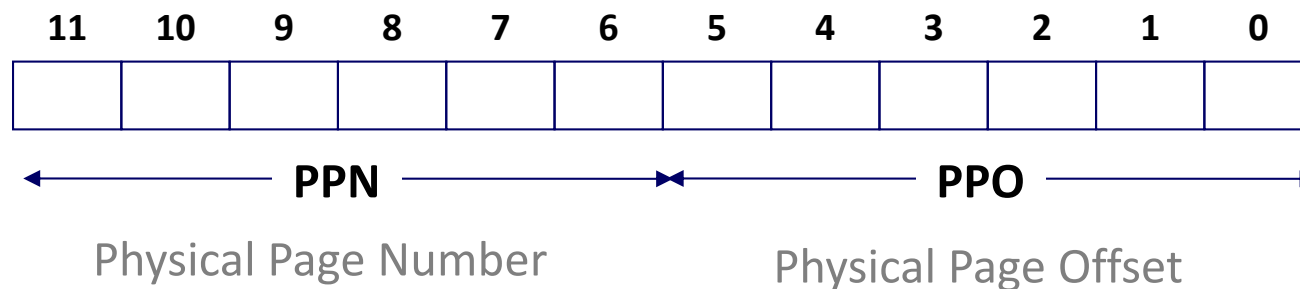 11 10 9 8 7 6 5 4 3 2 1 0
PPN PPO
Physical Page Number Physical Page Offset